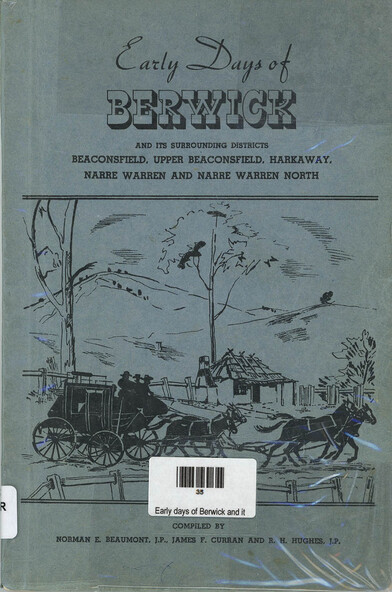 Early Days of
BERWICK
AND ITS SURROUNDING DISTRICTS
BEACONSFIELD, UPPER BEACONSFIELD, HARKAWAY,
NARRE WARREN AND NARRE WARREN NORTH
35
Early days of Berwick and it
R
COMPILED BY
NORMAN E. BEAUMONT, J.P., JAMES F. CURRAN AND R. H. HUGHES, J.P.